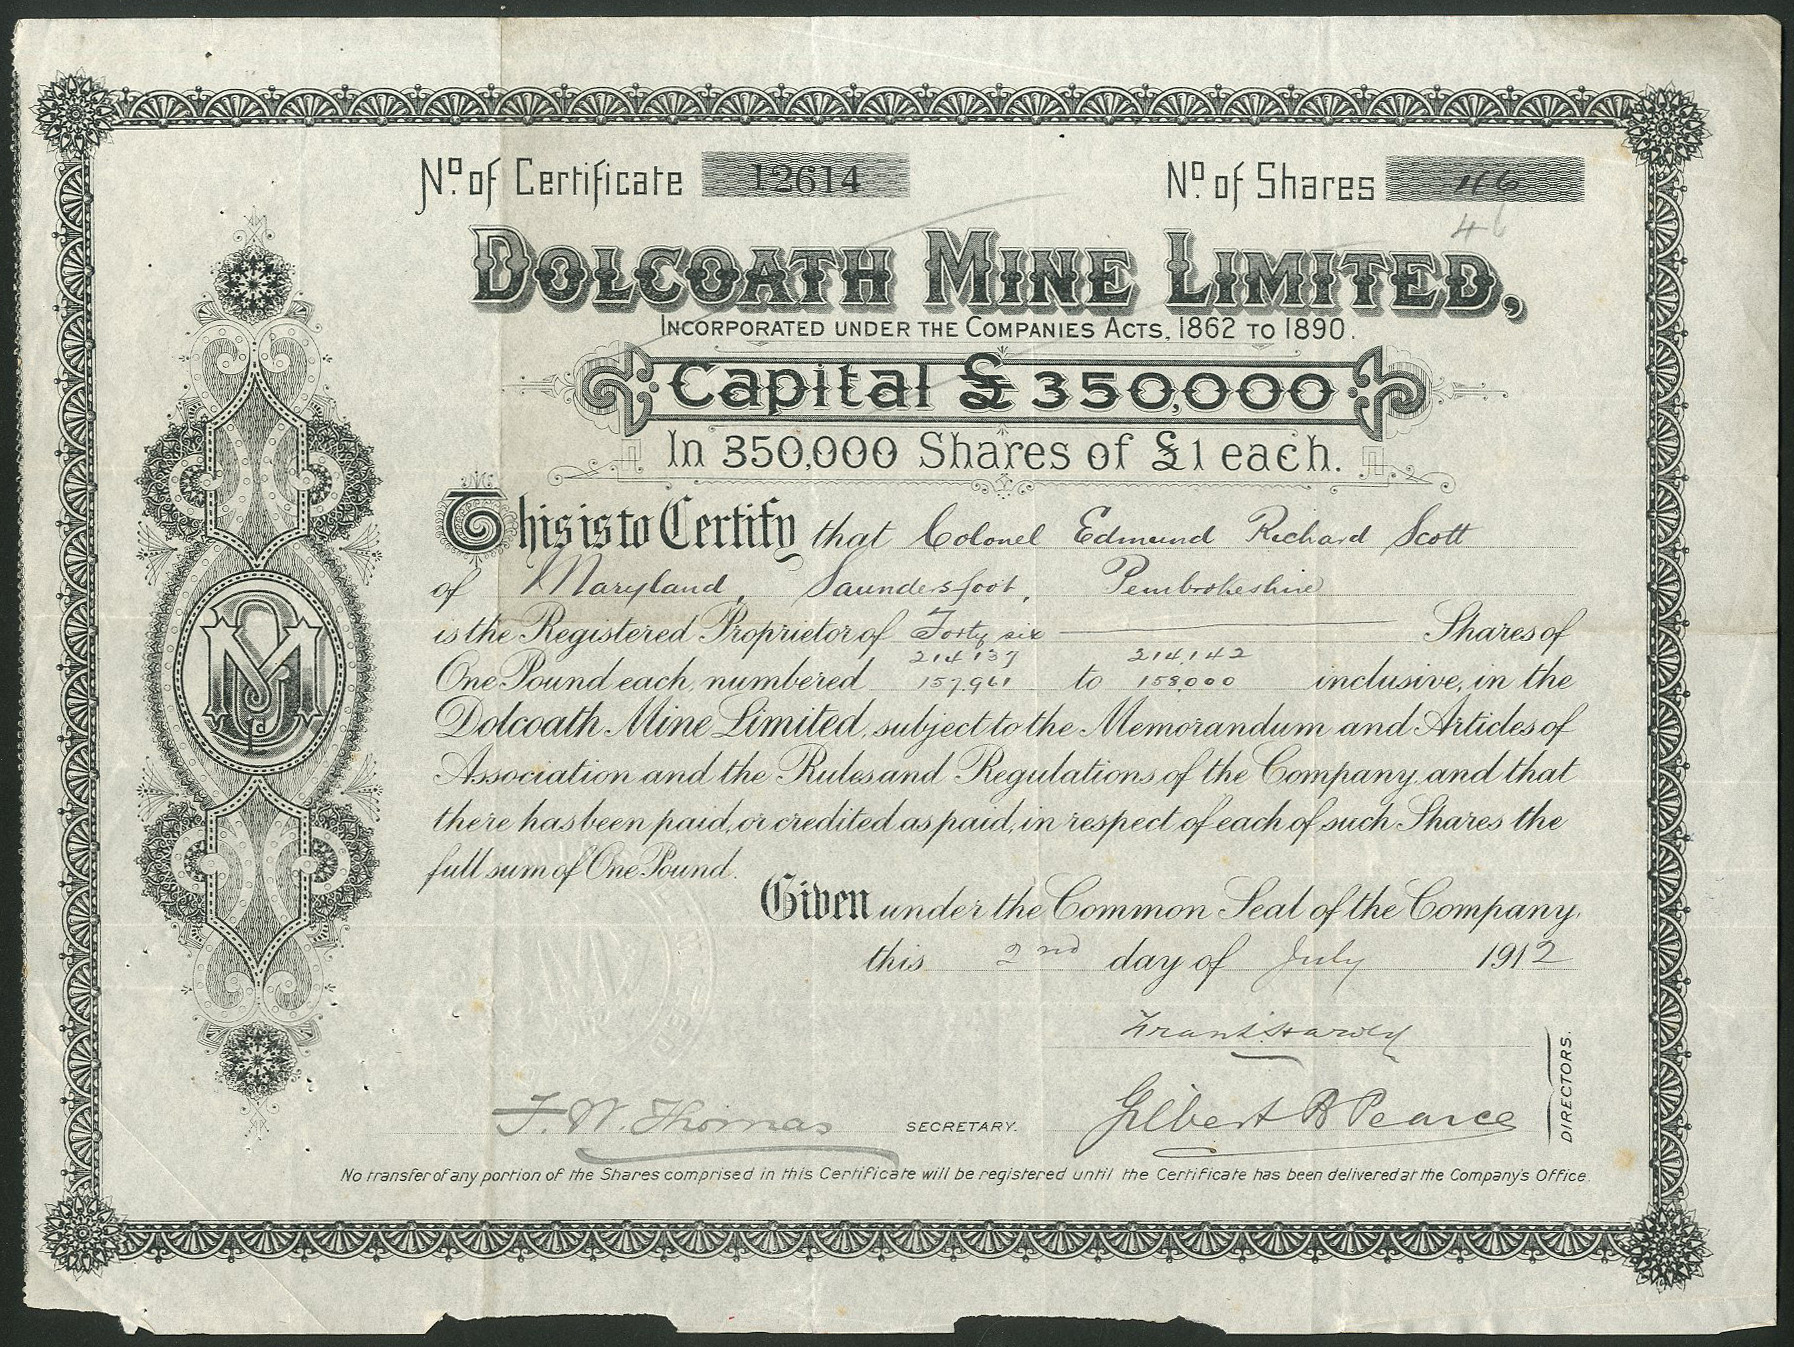 No. of Certificate 12614 No. of Shares 46
46
DOLCOATH MINE LIMITED,
INCORPORATED UNDER THE COMPANIES ACTS, 1862 TO 1890.
Capital £350,000
In 350,000 Shares of £1 each.
This is to Certify that Colonel Edmund Richard Scott
of Maryland, Saundersfoot, Pembrokeshire
is the Registered Proprietor of Forty six Shares of
214137 214,142
One Pound each, numbered 157,961 to 158,000 inclusive, in the
Dolcoath Mine Limited, subject to the Memorandum and Articles of
Association and the Rules and Regulations of the Company, and that
there has been paid, or credited as paid, in respect of each of such Shares the
full sum of One Pound.
Given under the Common Seal of the Company,
this 2nd day of July 1912
Frank Hardy
F. W. Thomas SECRETARY. Gilbert B Pearce
DIRECTORS.
No transfer of any portion of the Shares comprised in this Certificate will be registered until the Certificate has been delivered at the Company's Office.